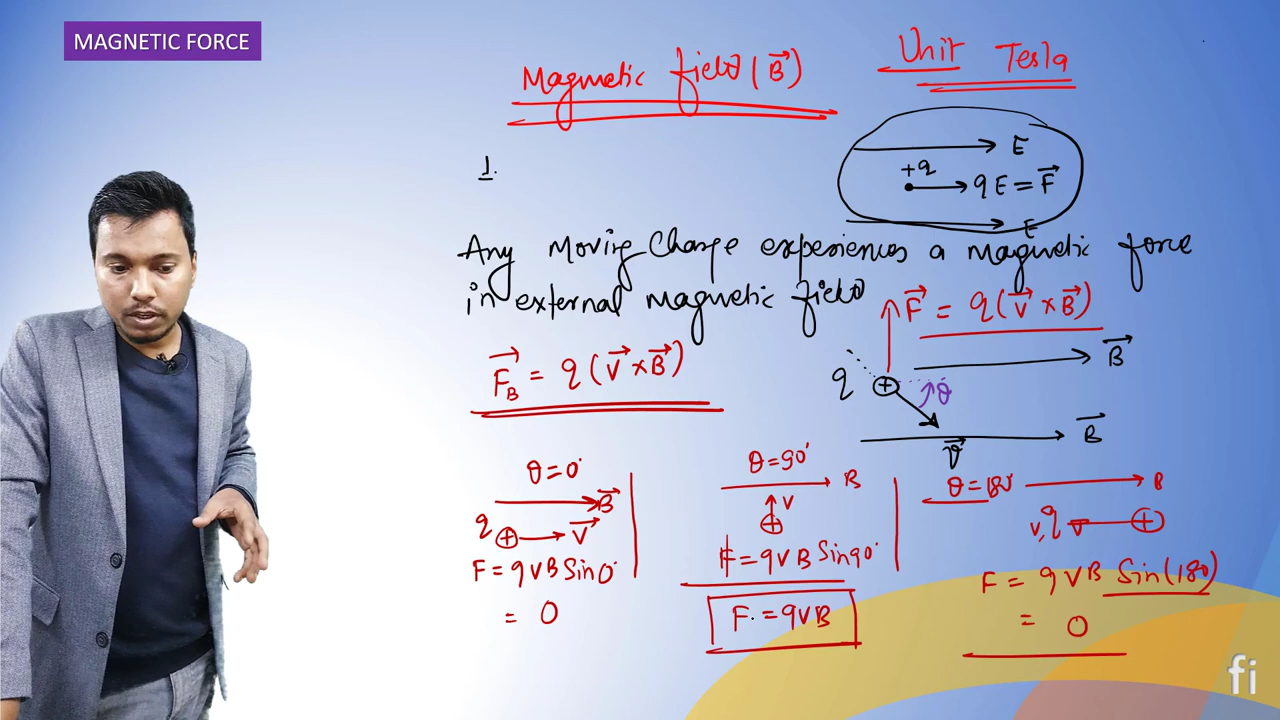 MAGNETIC FORCE
Magnetic field (B⃗)
Unit Tesla
E
+q
qE = F⃗
E
1.
Any Moving Charge experiences a magnetic force
in external magnetic field
F⃗ = q(V⃗ × B⃗)
F⃗_B = q (V⃗ × B⃗)
B⃗
q
+
θ
B⃗
V⃗
θ = 0°
B⃗
q + V⃗
F = qVB Sin0°
= 0
θ = 90°
B
V
+
F = qVB Sin90°
F = qVB
θ = 180°
B
v, q +
F = qVB Sin(180)
= 0
fi